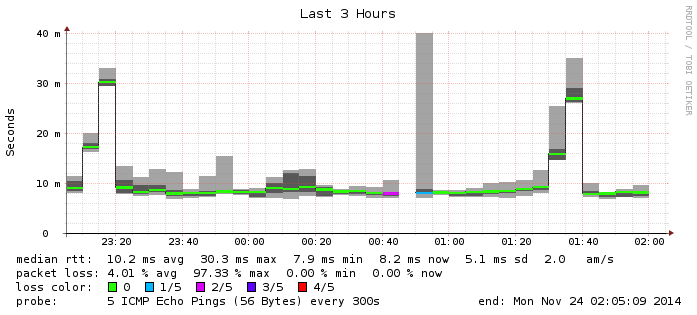 Last 3 Hours
RRDTOOL / TOBI OETIKER
Seconds
40 m
30 m
20 m
10 m
0
23:20 23:40 00:00 00:20 00:40 01:00 01:20 01:40 02:00
median rtt: 10.2 ms avg 30.3 ms max 7.9 ms min 8.2 ms now 5.1 ms sd 2.0 am/s
packet loss: 4.01 % avg 97.33 % max 0.00 % min 0.00 % now
loss color: 0 1/5 2/5 3/5 4/5
probe: 5 ICMP Echo Pings (56 Bytes) every 300s end: Mon Nov 24 02:05:09 2014